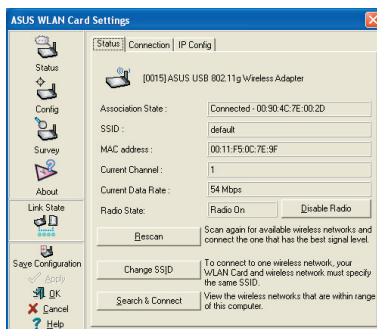 ASUS WLAN Card Settings
Status
Config
Survey
About
Link State
Save Configuration
Apply
OK
Cancel
Help
Status Connection IP Config
[0015] ASUS USB 802.11g Wireless Adapter
Association State : Connected - 00:90:4C:7E:00:2D
SSID : default
MAC address : 00:11:F5:0C:7E:9F
Current Channel : 1
Current Data Rate : 54 Mbps
Radio State: Radio On Disable Radio
Rescan
Scan again for available wireless networks and
connect the one that has the best signal level.
Change SSID
To connect to one wireless network, your
WLAN Card and wireless network must specify
the same SSID.
Search & Connect
View the wireless networks that are within range
of this computer.